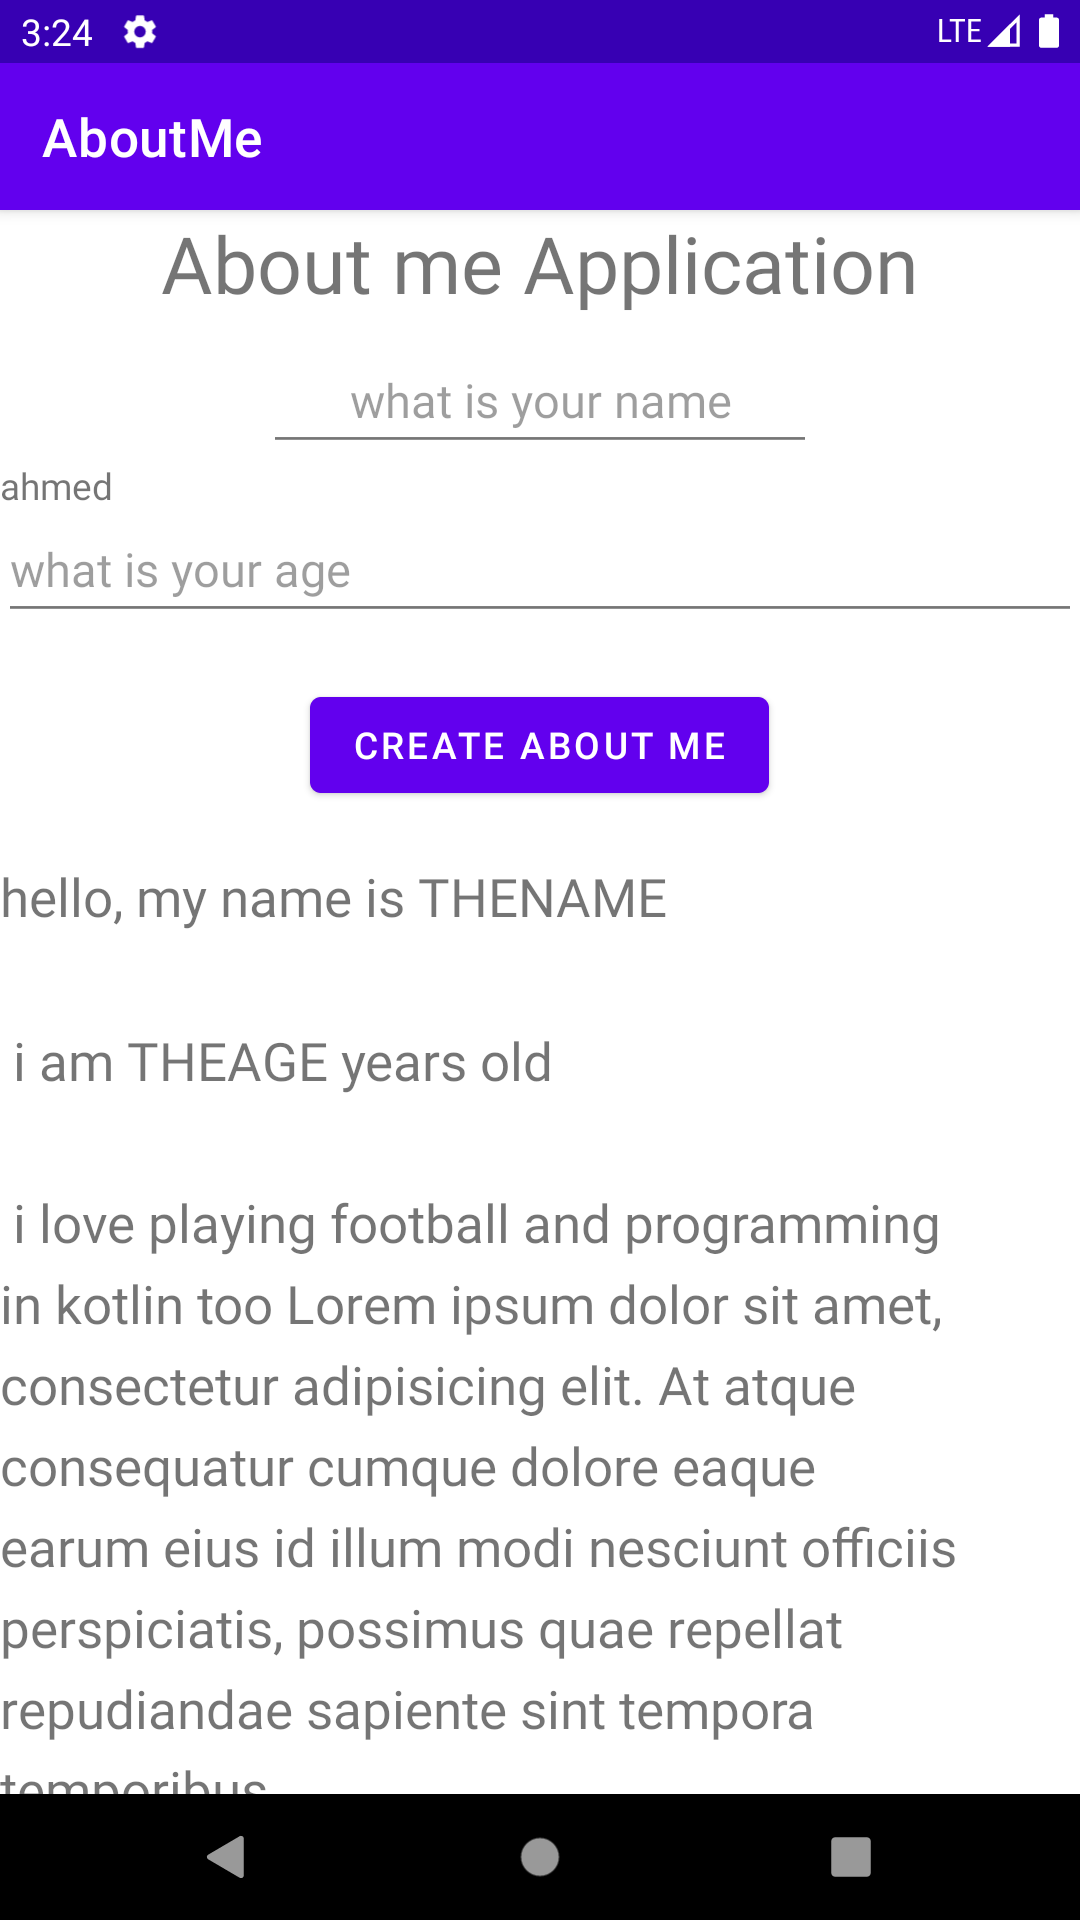 3:24 LTE
AboutMe
About me Application
what is your name
ahmed
what is your age
CREATE ABOUT ME
hello, my name is THENAME
i am THEAGE years old
i love playing football and programming
in kotlin too Lorem ipsum dolor sit amet,
consectetur adipisicing elit. At atque
consequatur cumque dolore eaque
earum eius id illum modi nesciunt officiis
perspiciatis, possimus quae repellat
repudiandae sapiente sint tempora
temporibus